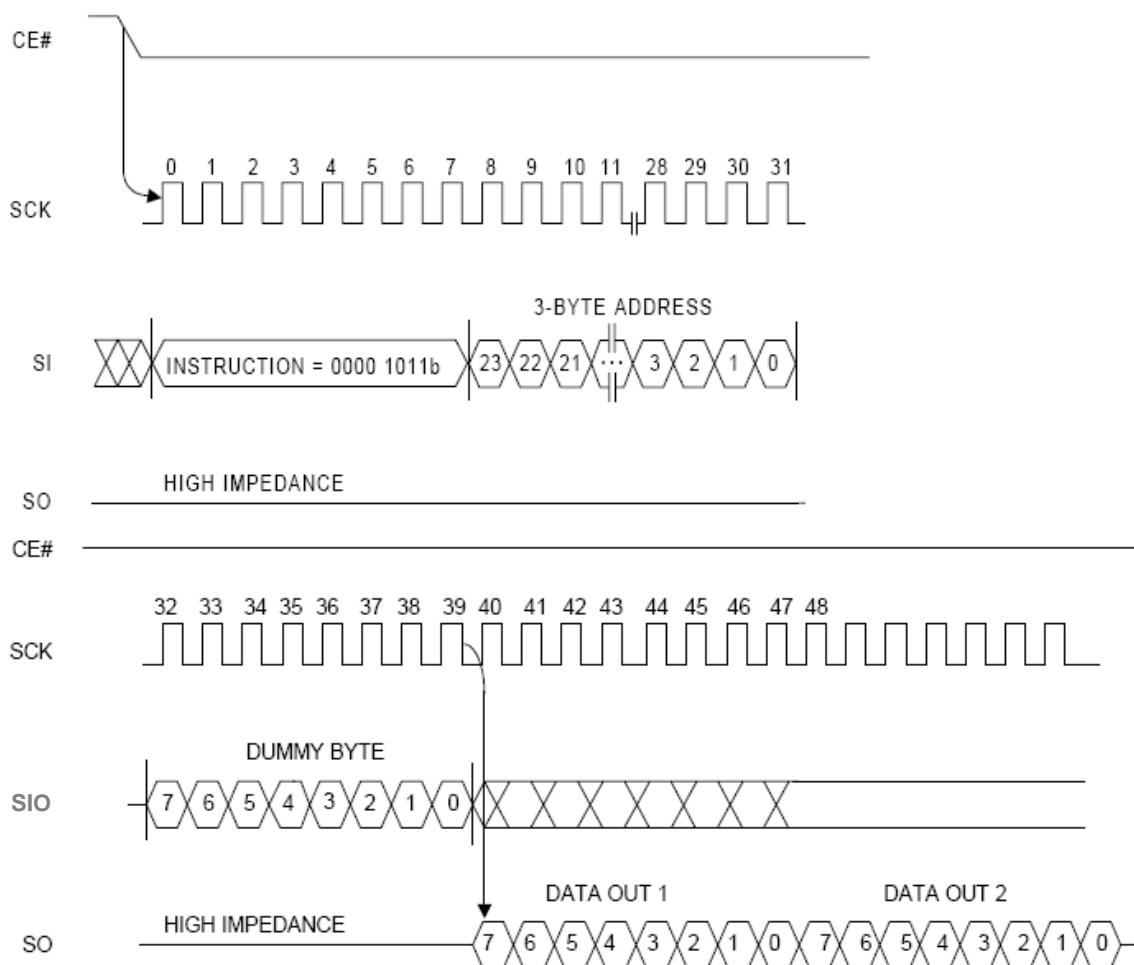 CE#
0 1 2 3 4 5 6 7 8 9 10 11 28 29 30 31
SCK
3-BYTE ADDRESS
SI INSTRUCTION = 0000 1011b 23 22 21 ... 3 2 1 0
HIGH IMPEDANCE
SO
CE#
32 33 34 35 36 37 38 39 40 41 42 43 44 45 46 47 48
SCK
DUMMY BYTE
SIO 7 6 5 4 3 2 1 0
DATA OUT 1 DATA OUT 2
HIGH IMPEDANCE
SO 7 6 5 4 3 2 1 0 7 6 5 4 3 2 1 0